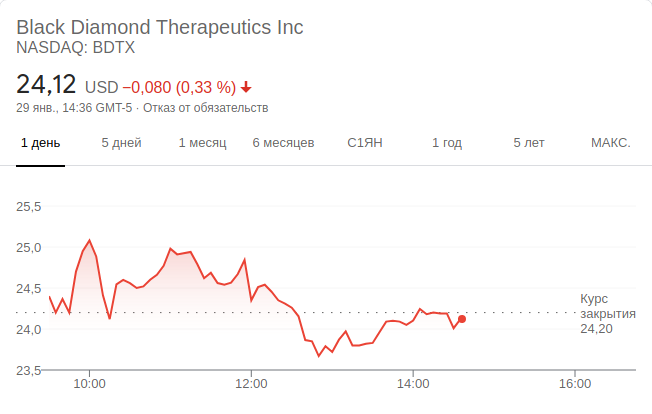 Black Diamond Therapeutics Inc
NASDAQ: BDTX
24,12 USD −0,080 (0,33 %)
29 янв., 14:36 GMT-5 · Отказ от обязательств
1 день 5 дней 1 месяц 6 месяцев С1ЯН 1 год 5 лет МАКС.
25,5
25,0
24,5
24,0
23,5
Курс
закрытия
24,20
10:00 12:00 14:00 16:00